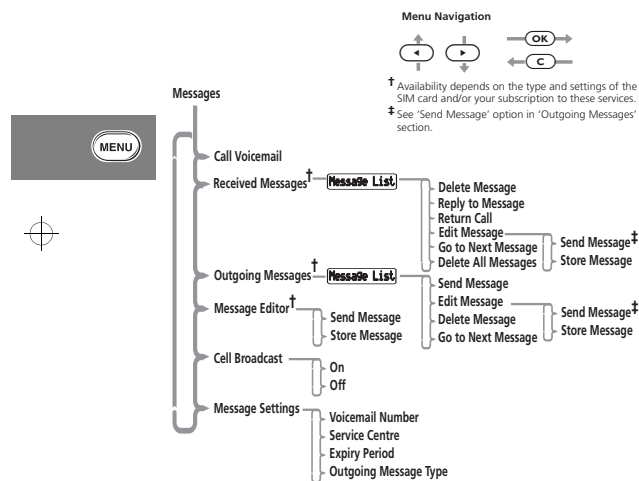 Menu Navigation
OK
C
† Availability depends on the type and settings of the
SIM card and/or your subscription to these services.
‡ See ‘Send Message’ option in ‘Outgoing Messages’
section.
Messages
MENU
Call Voicemail
Received Messages†
Message List
Delete Message
Reply to Message
Return Call
Edit Message
Go to Next Message
Delete All Messages
Send Message‡
Store Message
Outgoing Messages†
Message List
Send Message
Edit Message
Delete Message
Go to Next Message
Send Message‡
Store Message
Message Editor†
Send Message
Store Message
Cell Broadcast
On
Off
Message Settings
Voicemail Number
Service Centre
Expiry Period
Outgoing Message Type